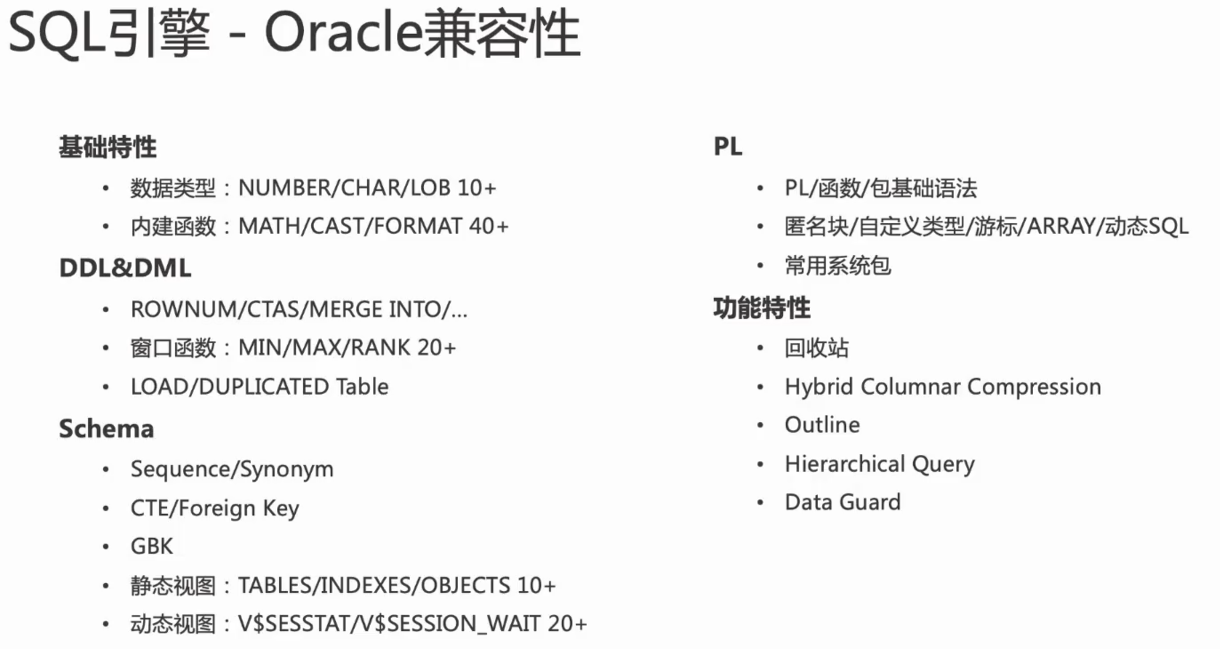 SQL引擎 - Oracle兼容性
基础特性
• 数据类型：NUMBER/CHAR/LOB 10+
• 内建函数：MATH/CAST/FORMAT 40+
DDL&DML
• ROWNUM/CTAS/MERGE INTO/...
• 窗口函数：MIN/MAX/RANK 20+
• LOAD/DUPLICATED Table
Schema
• Sequence/Synonym
• CTE/Foreign Key
• GBK
• 静态视图：TABLES/INDEXES/OBJECTS 10+
• 动态视图：V$SESSTAT/V$SESSION_WAIT 20+
PL
• PL/函数/包基础语法
• 匿名块/自定义类型/游标/ARRAY/动态SQL
• 常用系统包
功能特性
• 回收站
• Hybrid Columnar Compression
• Outline
• Hierarchical Query
• Data Guard